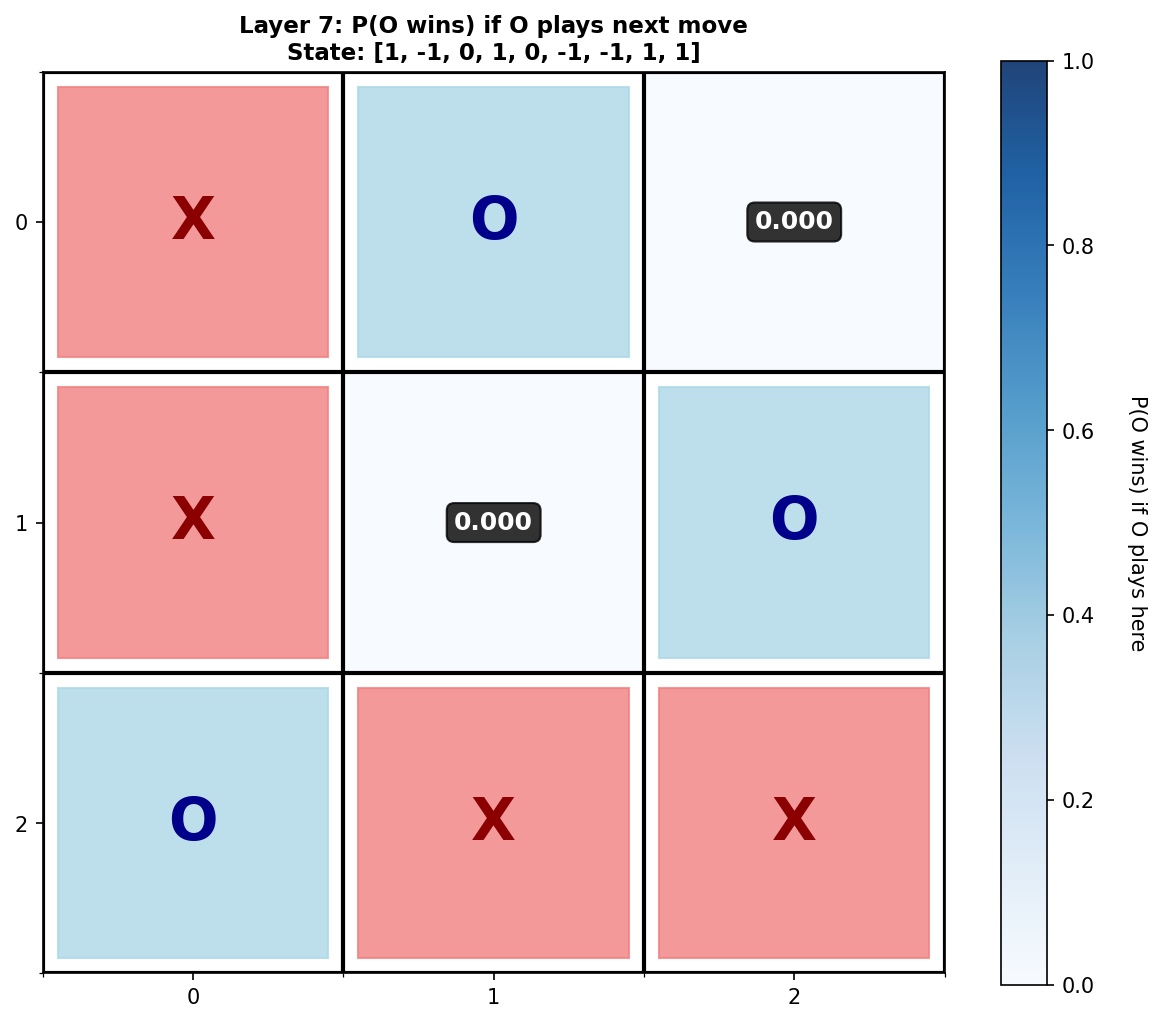 Layer 7: P(O wins) if O plays next move
State: [1, -1, 0, 1, 0, -1, -1, 1, 1]
X
O
0.000
X
0.000
O
O
X
X
0
1
2
0
1
2
1.0
0.8
0.6
0.4
0.2
0.0
P(O wins) if O plays here